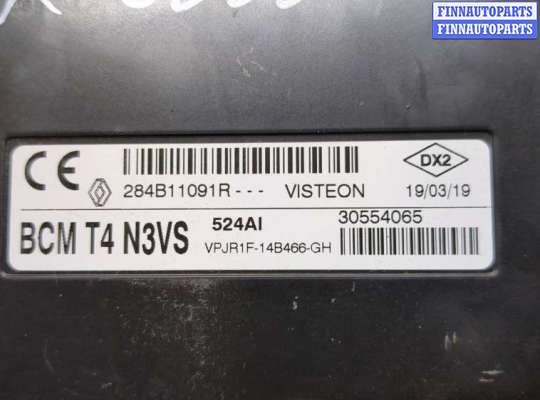 FINNAUTOPARTS
FINNAUTOPARTS
CE
284B11091R--- VISTEON 19/03/19
DX2
BCM T4 N3VS
524AI
30554065
VPJR1F-14B466-GH